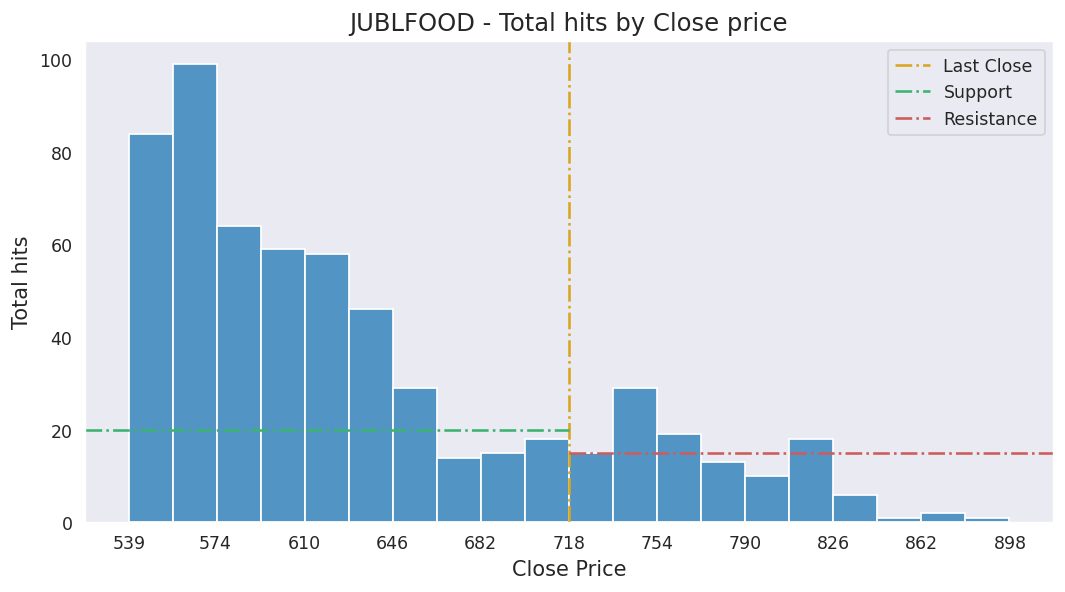 JUBLFOOD - Total hits by Close price
Last Close
Support
Resistance
Total hits
100
80
60
40
20
0
539 574 610 646 682 718 754 790 826 862 898
Close Price